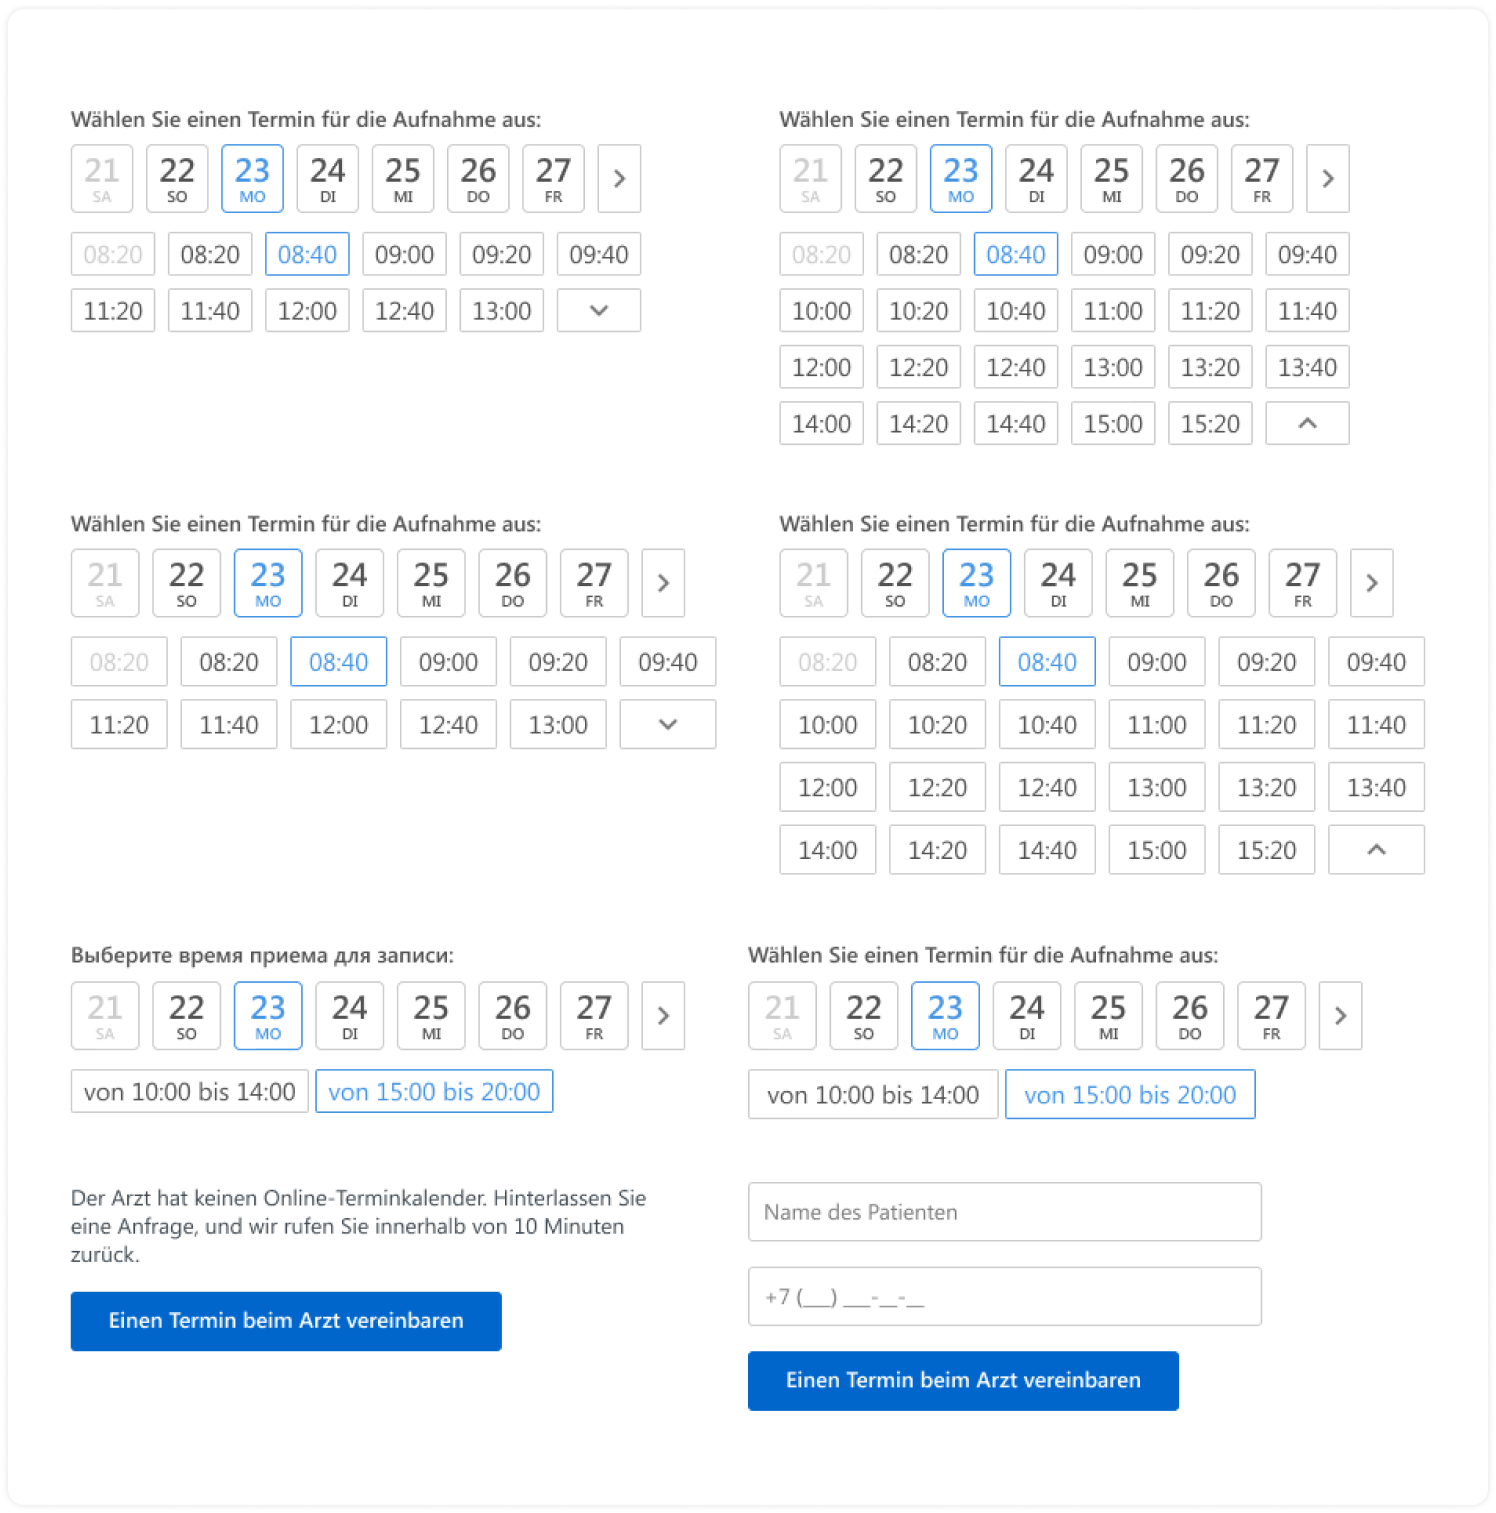 Wählen Sie einen Termin für die Aufnahme aus:
21 22 23 24 25 26 27
SA SO MO DI MI DO FR
08:20 08:20 08:40 09:00 09:20 09:40
11:20 11:40 12:00 12:40 13:00
Wählen Sie einen Termin für die Aufnahme aus:
21 22 23 24 25 26 27
SA SO MO DI MI DO FR
08:20 08:20 08:40 09:00 09:20 09:40
10:00 10:20 10:40 11:00 11:20 11:40
12:00 12:20 12:40 13:00 13:20 13:40
14:00 14:20 14:40 15:00 15:20
Wählen Sie einen Termin für die Aufnahme aus:
21 22 23 24 25 26 27
SA SO MO DI MI DO FR
08:20 08:20 08:40 09:00 09:20 09:40
11:20 11:40 12:00 12:40 13:00
Wählen Sie einen Termin für die Aufnahme aus:
21 22 23 24 25 26 27
SA SO MO DI MI DO FR
08:20 08:20 08:40 09:00 09:20 09:40
10:00 10:20 10:40 11:00 11:20 11:40
12:00 12:20 12:40 13:00 13:20 13:40
14:00 14:20 14:40 15:00 15:20
Выберите время приема для записи:
21 22 23 24 25 26 27
SA SO MO DI MI DO FR
von 10:00 bis 14:00 von 15:00 bis 20:00
Wählen Sie einen Termin für die Aufnahme aus:
21 22 23 24 25 26 27
SA SO MO DI MI DO FR
von 10:00 bis 14:00 von 15:00 bis 20:00
Der Arzt hat keinen Online-Terminkalender. Hinterlassen Sie
eine Anfrage, und wir rufen Sie innerhalb von 10 Minuten
zurück.
Einen Termin beim Arzt vereinbaren
Name des Patienten
+7 (___) ___-__-__
Einen Termin beim Arzt vereinbaren